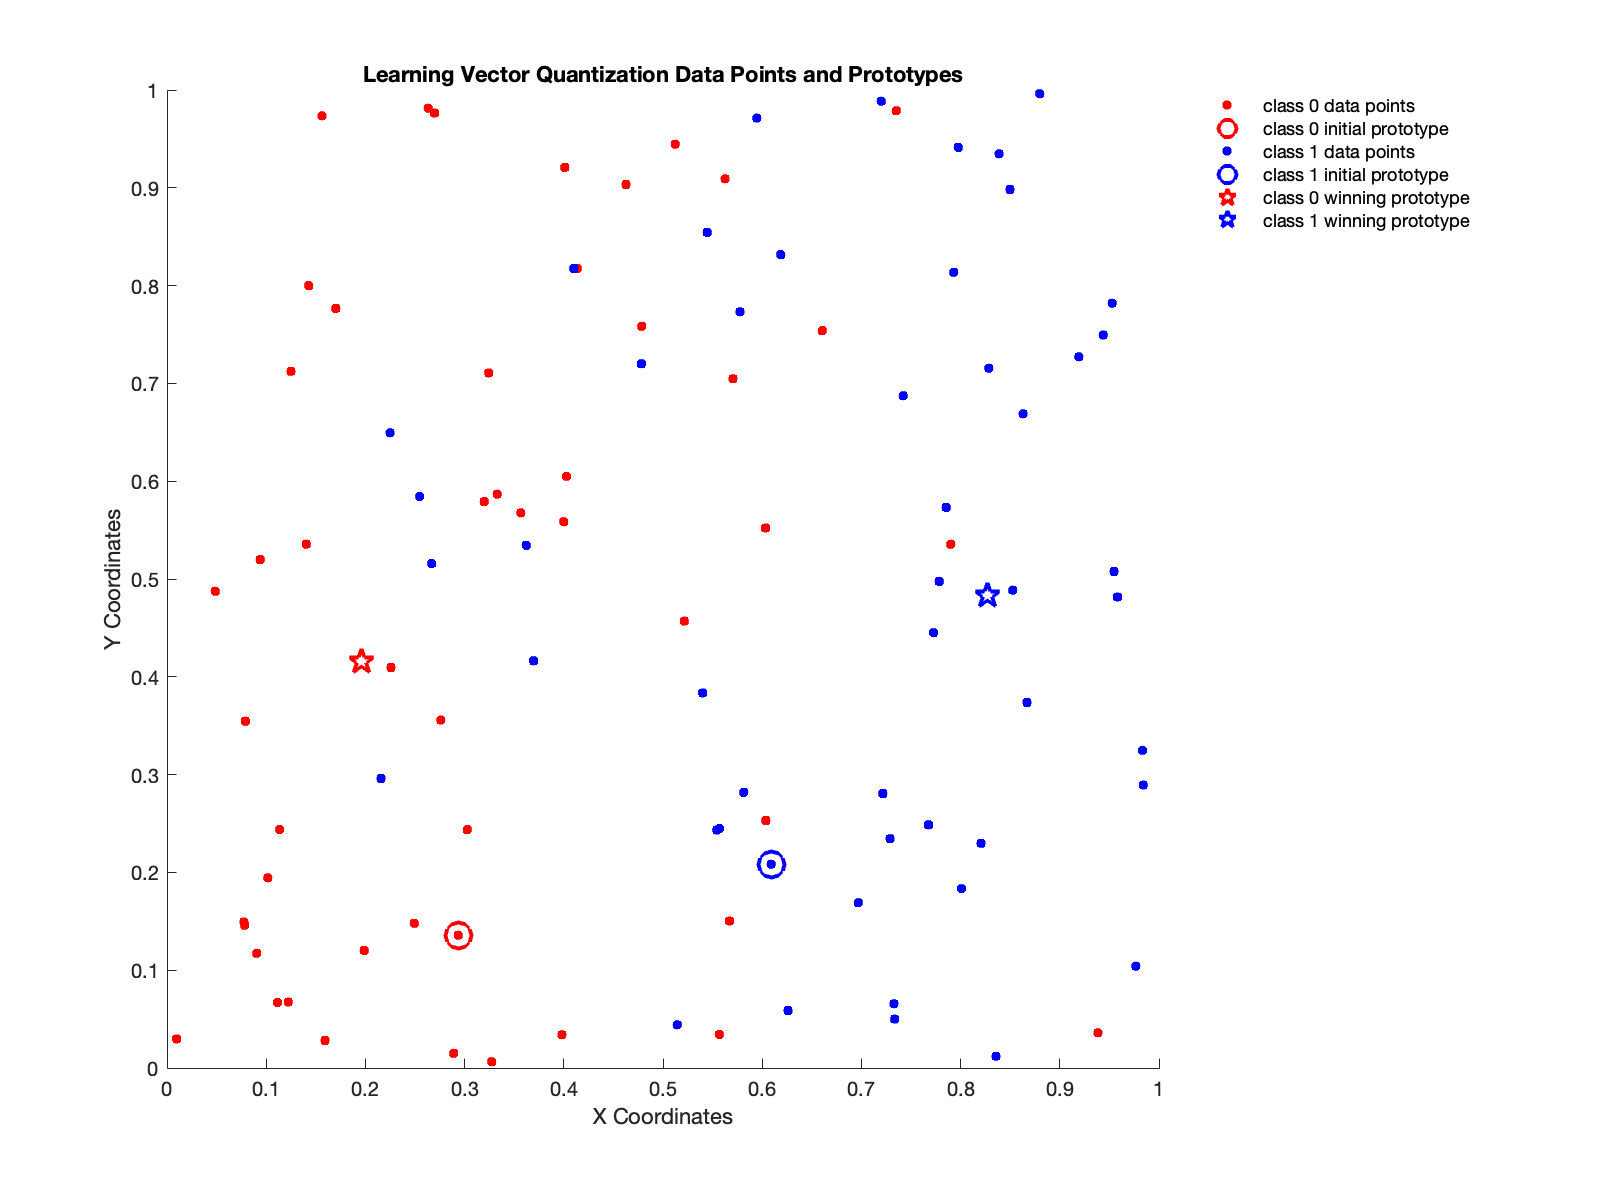 Learning Vector Quantization Data Points and Prototypes
class 0 data points
class 0 initial prototype
class 1 data points
class 1 initial prototype
class 0 winning prototype
class 1 winning prototype
1
0.9
0.8
0.7
0.6
0.5
0.4
0.3
0.2
0.1
0
Y Coordinates
0 0.1 0.2 0.3 0.4 0.5 0.6 0.7 0.8 0.9 1
X Coordinates